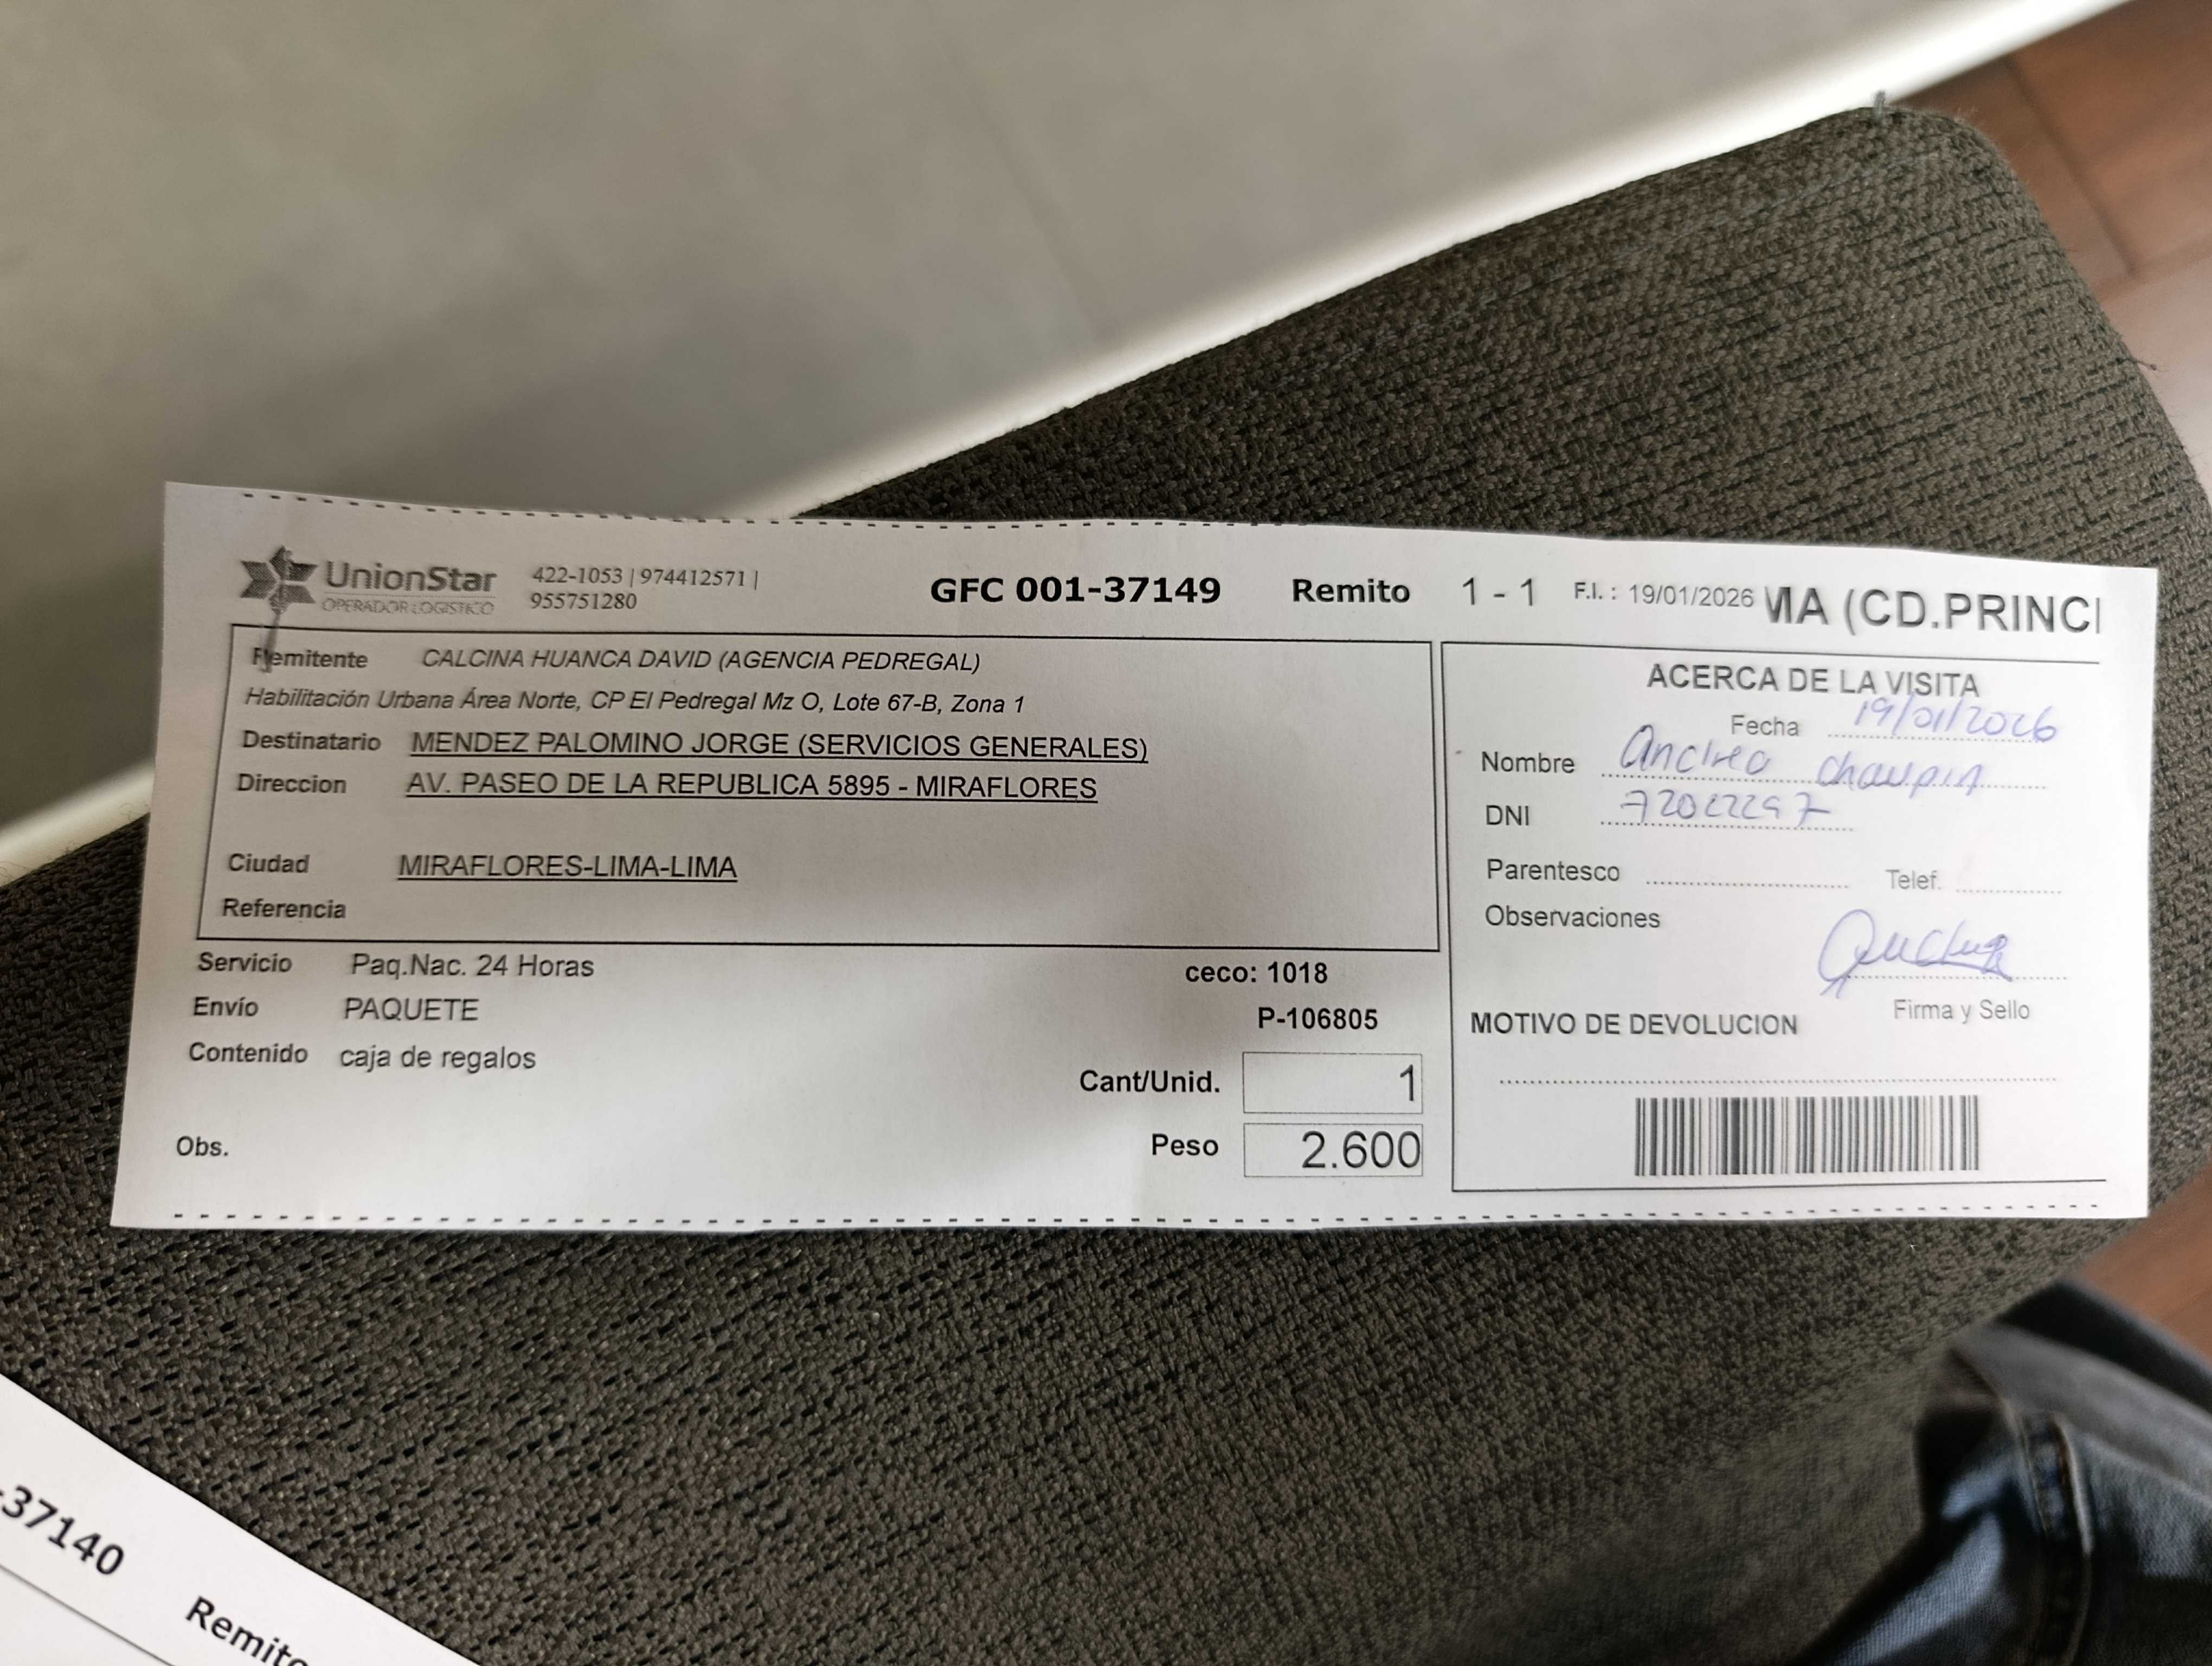 UnionStar
OPERADOR LOGISTICO
422-1053 | 974412571 |
955751280
GFC 001-37149 Remito 1 - 1 F.I. : 19/01/2026 MA (CD.PRINCI
Remitente CALCINA HUANCA DAVID (AGENCIA PEDREGAL)
Habilitación Urbana Área Norte, CP El Pedregal Mz O, Lote 67-B, Zona 1
Destinatario MENDEZ PALOMINO JORGE (SERVICIOS GENERALES)
Direccion AV. PASEO DE LA REPUBLICA 5895 - MIRAFLORES
Ciudad MIRAFLORES-LIMA-LIMA
Referencia
Servicio Paq.Nac. 24 Horas
ceco: 1018
Envío PAQUETE
P-106805
Contenido caja de regalos
Cant/Unid. 1
Obs.
Peso 2.600
ACERCA DE LA VISITA
Fecha 19/01/2026
Nombre
DNI
Parentesco Telef.
Observaciones
Firma y Sello
MOTIVO DE DEVOLUCION
-37140
Remito